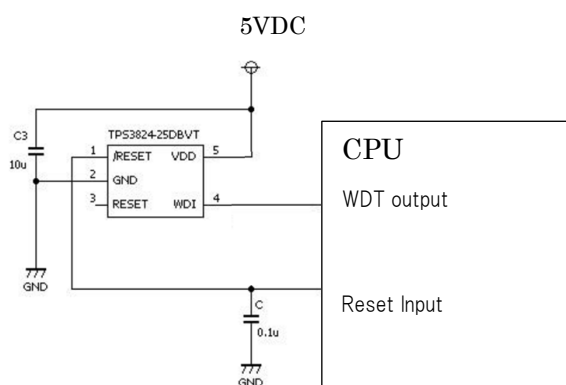 5VDC
TPS3824-25DBVT
C3
10u
1 /RESET VDD 5
2 GND
3 RESET WDI 4
CPU
WDT output
GND
C
0.1u
Reset Input
GND